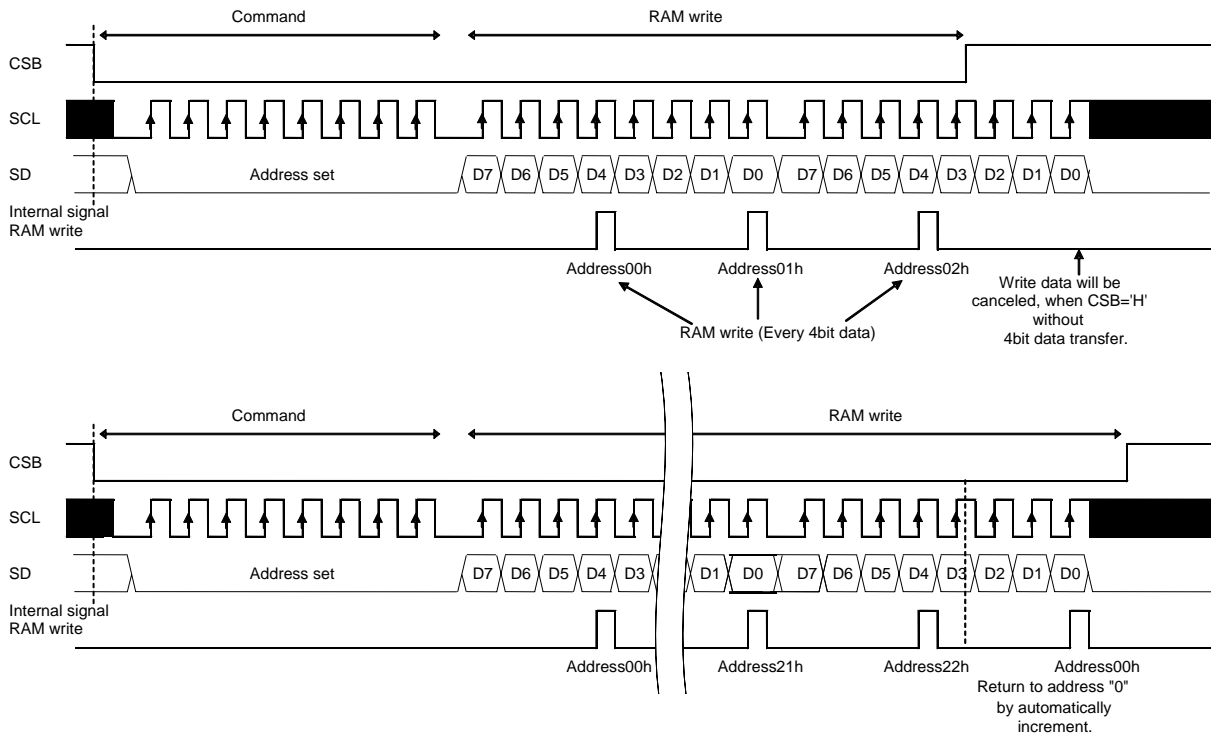 Command RAM write
CSB
SCL
SD Address set D7 D6 D5 D4 D3 D2 D1 D0 D7 D6 D5 D4 D3 D2 D1 D0
Internal signal
RAM write
Address00h Address01h Address02h
Write data will be
canceled, when CSB='H'
without
4bit data transfer.
RAM write (Every 4bit data)
Command RAM write
CSB
SCL
SD Address set D7 D6 D5 D4 D3 D1 D0 D7 D6 D5 D4 D3 D2 D1 D0
Internal signal
RAM write
Address00h Address21h Address22h Address00h
Return to address "0"
by automatically
increment.